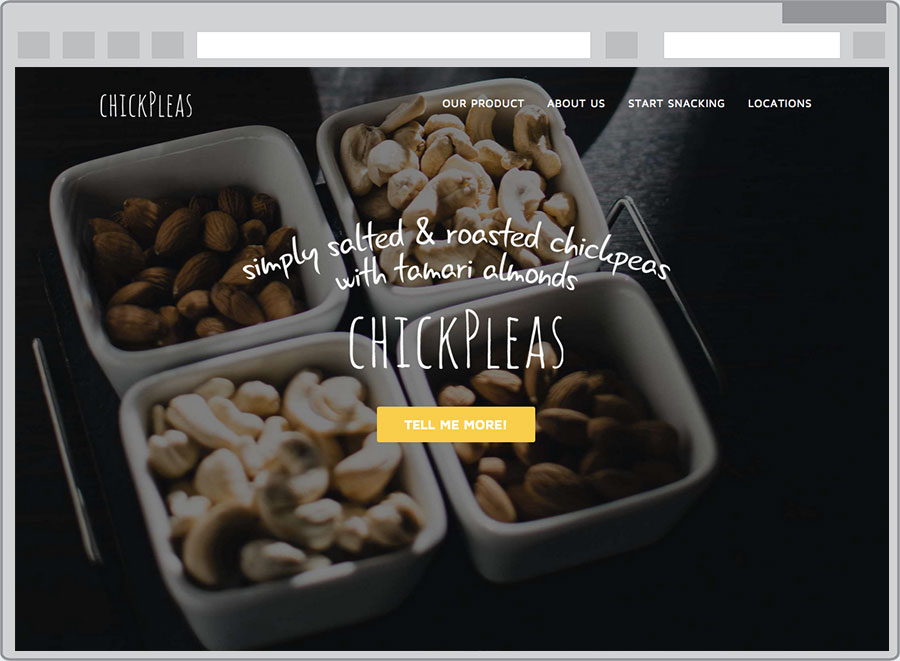 chickPleas
OUR PRODUCT ABOUT US START SNACKING LOCATIONS
simply salted & roasted chickpeas
with tamari almonds
chickPleas
TELL ME MORE!